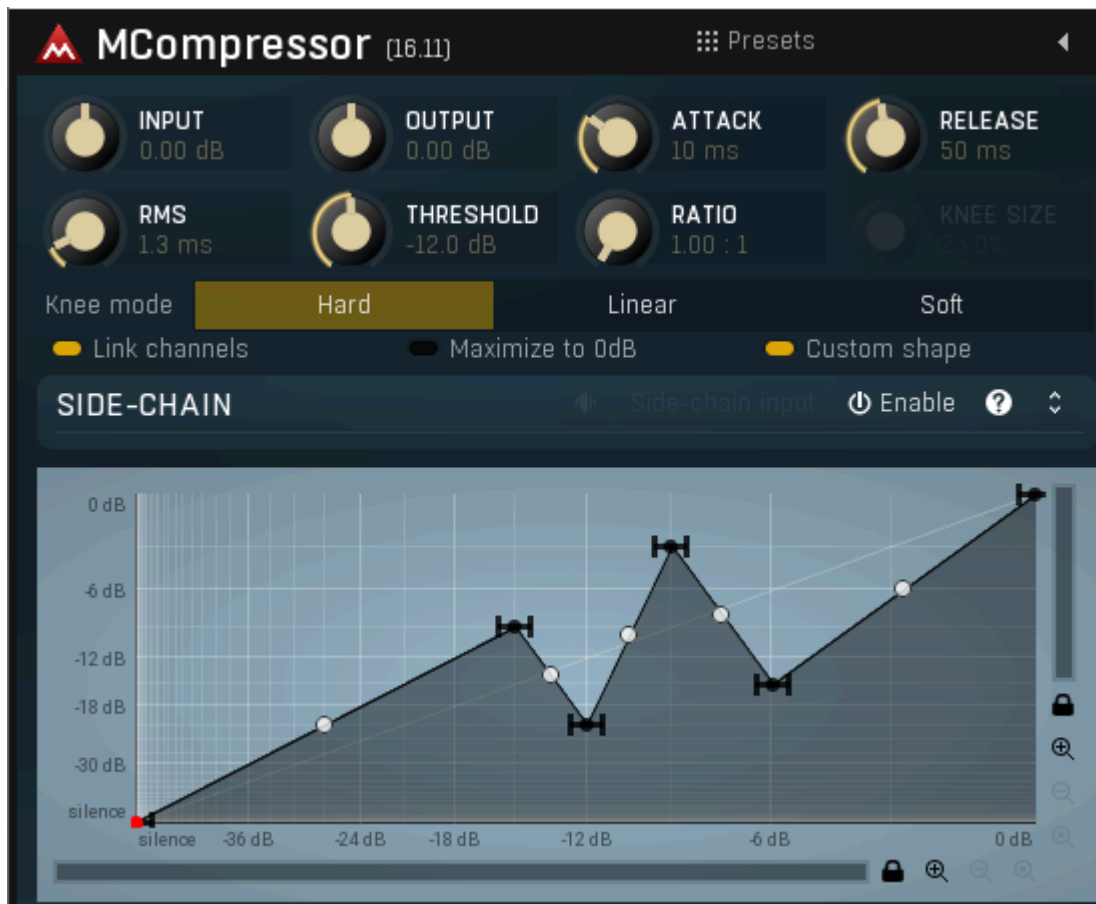 MCompressor (16.11) Presets
INPUT OUTPUT ATTACK RELEASE
0.00 dB 0.00 dB 10 ms 50 ms
RMS THRESHOLD RATIO KNEE SIZE
1.3 ms -12.0 dB 1.00 : 1 25.0%
Knee mode Hard Linear Soft
Link channels Maximize to 0dB Custom shape
SIDE-CHAIN Side-chain input Enable ?
0 dB
-6 dB
-12 dB
-18 dB
-30 dB
silence
silence -36 dB -24 dB -18 dB -12 dB -6 dB 0 dB